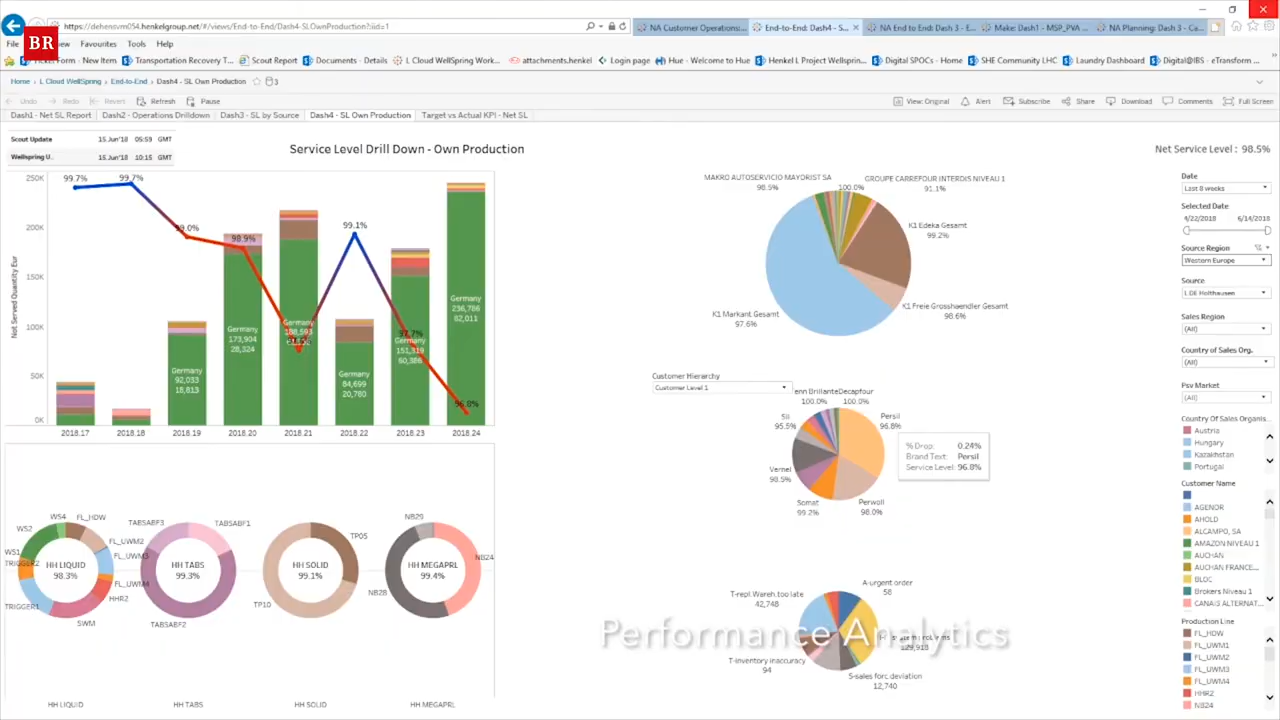 https://dehensvm054.henkelgroup.net/#/views/End-to-End/Dash4-SLOwnProduction?:iid=1
NA Customer Operations:...
End-to-End: Dash4 - S...
NA End to End: Dash 3 - E...
Make: Dash1 - MSP_PVA ...
NA Planning: Dash 3 - Ca...
BR
File
Favourites
Tools
Help
Form - New Item
Transportation Recovery T...
Scout Report
Documents - Details
L Cloud WellSpring Work...
attachments.henkel
Login page
Hue - Welcome to Hue
Henkel L Project Wellsprin...
Digital SPOCs - Home
SHE Community LHC
Laundry Dashboard
Digital@IBS - eTransform ...
Home
L Cloud WellSpring
End-to-End
Dash4 - SL Own Production
3
Undo
Redo
Revert
Refresh
Pause
View: Original
Alert
Subscribe
Share
Download
Comments
Full Screen
Dash1 - Net SL Report
Dash2 - Operations Drilldown
Dash3 - SL by Source
Dash4 - SL Own Production
Target vs Actual KPI - Net SL
Scout Update 15 Jun'18 05:59 GMT
Wellspring U.. 15 Jun'18 10:15 GMT
Service Level Drill Down - Own Production
Net Service Level : 98.5%
Not Served Quantity Eur
250K
200K
150K
100K
50K
0K
99.7%
99.7%
99.0%
98.9%
99.1%
97.7%
96.8%
Germany
92,033
18,813
Germany
173,904
28,324
Germany
Germany
84,699
20,780
151,319
60,386
Germany
236,786
82,011
2018.17
2018.18
2018.19
2018.20
2018.21
2018.22
2018.23
2018.24
MAKRO AUTOSERVICIO MAYORIST SA
98.5%
100.0%
GROUPE CARREFOUR INTERDIS NIVEAU 1
91.1%
K1 Edeka Gesamt
99.2%
K1 Freie Grosshaendler Gesamt
98.6%
K1 Markant Gesamt
97.6%
Customer Hierarchy
Customer Level 1
enn BrillanteDecapfour
100.0%
100.0%
Sil
95.5%
Persil
96.8%
Vernel
98.5%
Somat
99.2%
Perwoll
98.0%
% Drop: 0.24%
Brand Text: Persil
Service Level: 96.8%
WS4
FL_HDW
WS2
FL_UWM2
WS1
FL_UWM3
TRIGGER2
FL_UWM4
HHR2
TRIGGER1
SWM
HH LIQUID
98.3%
TABSABF3
TABSABF1
TABSABF2
HH TABS
99.3%
TP05
TP10
HH SOLID
99.1%
NB29
NB24
NB28
HH MEGAPRL
99.4%
HH LIQUID
HH TABS
HH SOLID
HH MEGAPRL
A-urgent order
58
T-repl.Wareh.too late
42,748
129,918
T-inventory inaccuracy
94
S-sales forc.deviation
12,740
Performance Analytics
Date
Last 8 weeks
Selected Date
4/22/2018
6/14/2018
Source Region
Western Europe
Source
L DE Holthausen
Sales Region
(All)
Country of Sales Org.
(All)
Psv Market
(All)
Country Of Sales Organis..
Austria
Hungary
Kazakhstan
Portugal
Customer Name
AGENOR
AHOLD
ALCAMPO, SA
AMAZON NIVEAU 1
AUCHAN
AUCHAN FRANCE...
BLOC
Brokers Niveau 1
CANAIS ALTERNAT...
Production Line
FL_HDW
FL_UWM1
FL_UWM2
FL_UWM3
FL_UWM4
HHR2
NB24